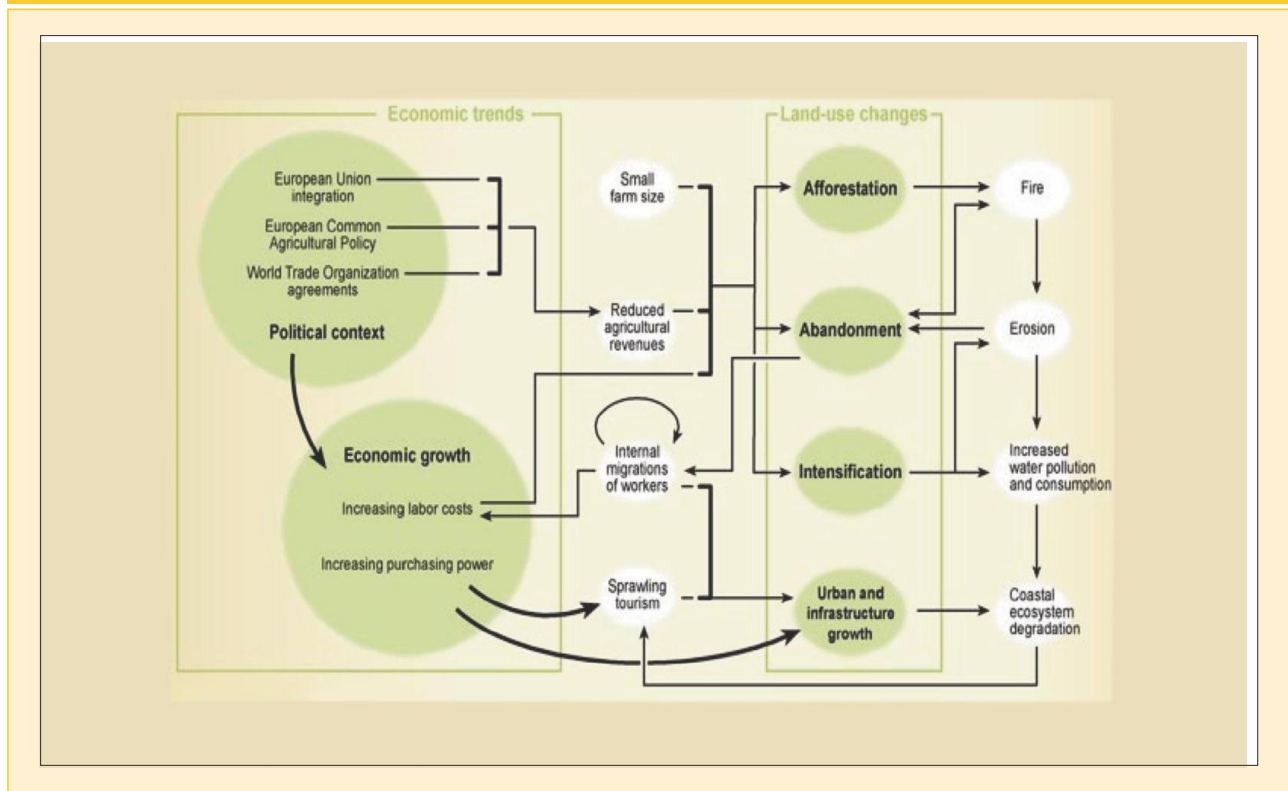 Economic trends
European Union
integration
European Common
Agricultural Policy
World Trade Organization
agreements
Political context
Economic growth
Increasing labor costs
Increasing purchasing power
Small
farm size
Reduced
agricultural
revenues
Internal
migrations
of workers
Sprawling
tourism
Land-use changes
Afforestation
Abandonment
Intensification
Urban and
infrastructure
growth
Fire
Erosion
Increased
water pollution
and consumption
Coastal
ecosystem
degradation